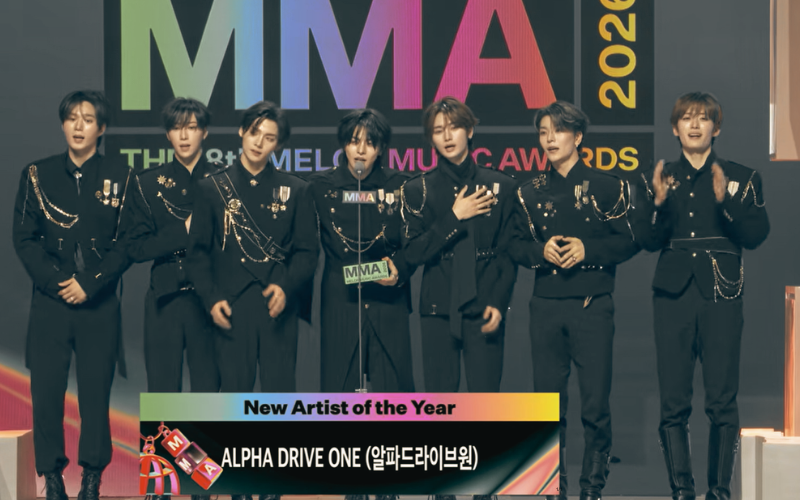 MMA
2026
THE 18th MELON MUSIC AWARDS
MMA
MMA
New Artist of the Year
MMA
ALPHA DRIVE ONE (알파드라이브원)